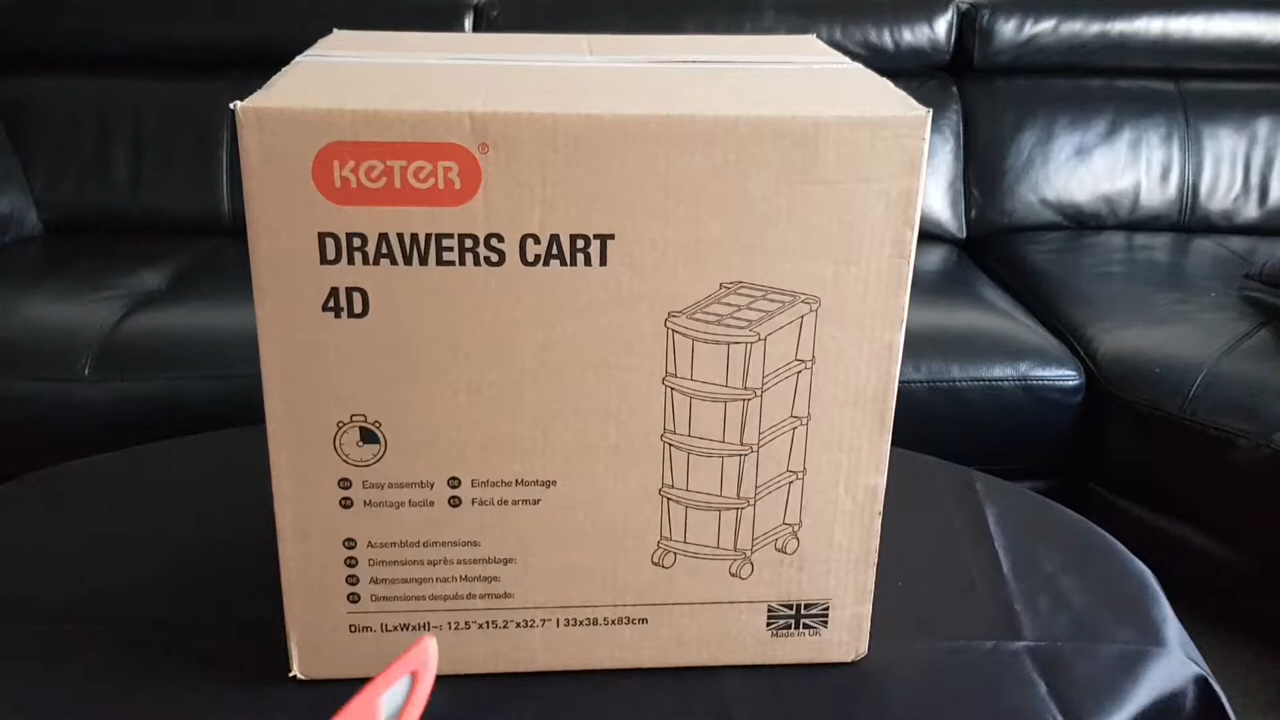 KETER®
DRAWERS CART
4D
EN Easy assembly DE Einfache Montage
FR Montage facile ES Fácil de armar
EN Assembled dimensions:
FR Dimensions après assemblage:
DE Abmessungen nach Montage:
ES Dimensiones después de armado:
Dim. (LxWxH)~: 12.5"x15.2"x32.7" | 33x38.5x83cm
Made in UK